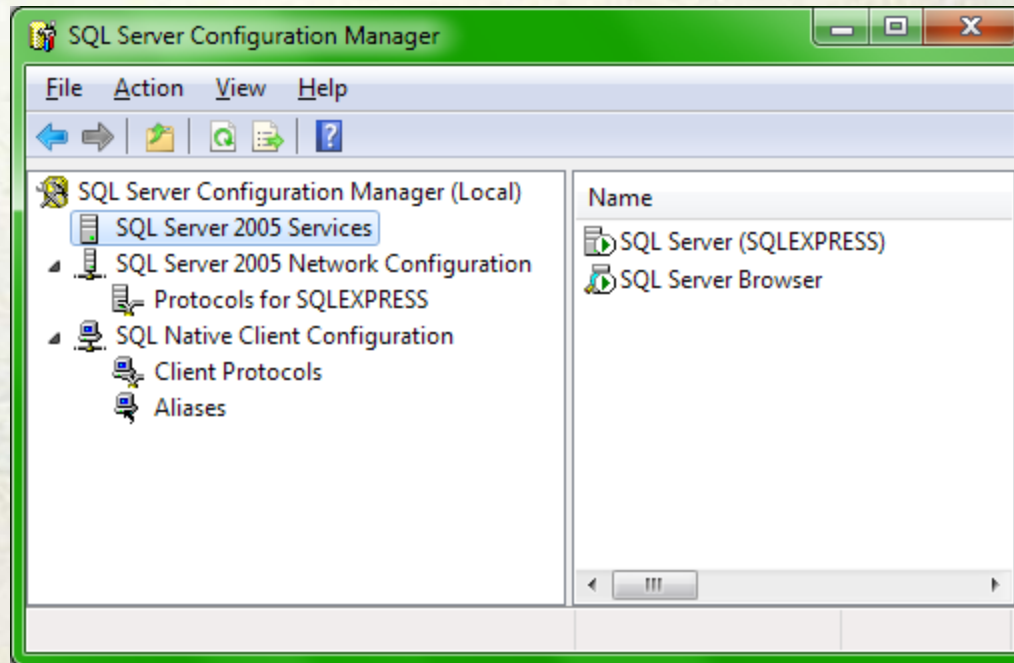 SQL Server Configuration Manager
File Action View Help
SQL Server Configuration Manager (Local)
SQL Server 2005 Services
SQL Server 2005 Network Configuration
Protocols for SQLEXPRESS
SQL Native Client Configuration
Client Protocols
Aliases
Name
SQL Server (SQLEXPRESS)
SQL Server Browser